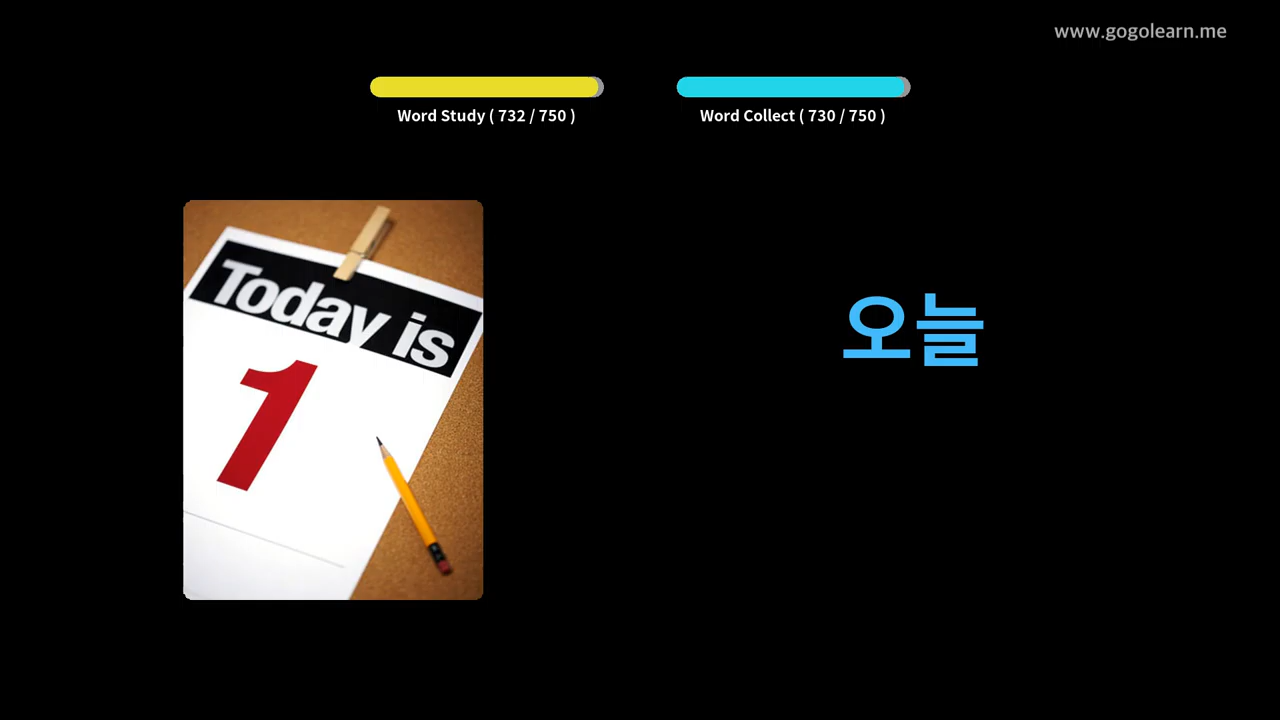 www.gogolearn.me
Word Study ( 732 / 750 )
Word Collect ( 730 / 750 )
Today is
1
오늘